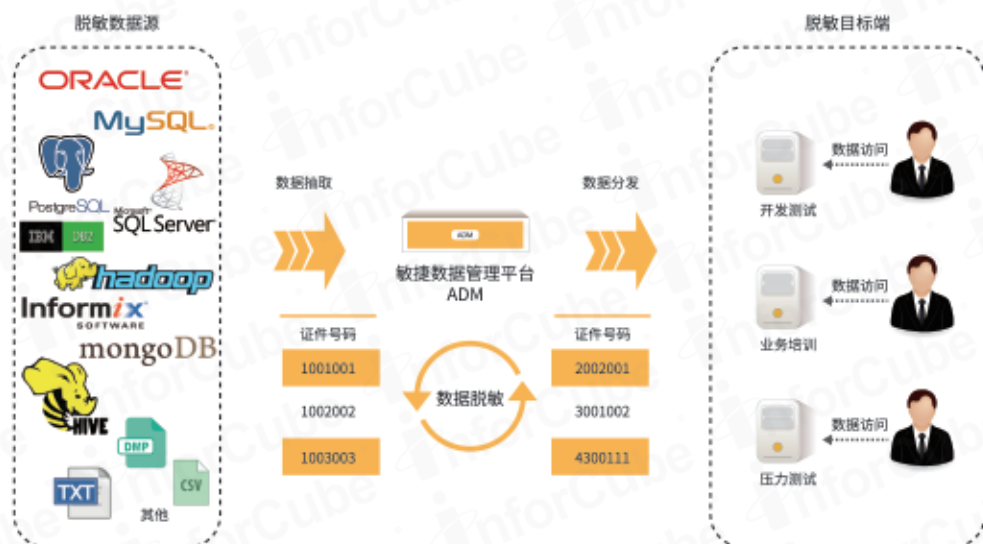 脱敏数据源
ORACLE
MySQL
PostgreSQL
Microsoft
SQL Server
IBM DB2
hadoop
Informix
SOFTWARE
mongoDB
HIVE
DMP
TXT
CSV
其他
数据抽取
ADM
敏捷数据管理平台
ADM
数据分发
证件号码
1001001
1002002
1003003
数据脱敏
证件号码
2002001
3001002
4300111
脱敏目标端
数据访问
开发测试
数据访问
业务培训
数据访问
压力测试
InforCube